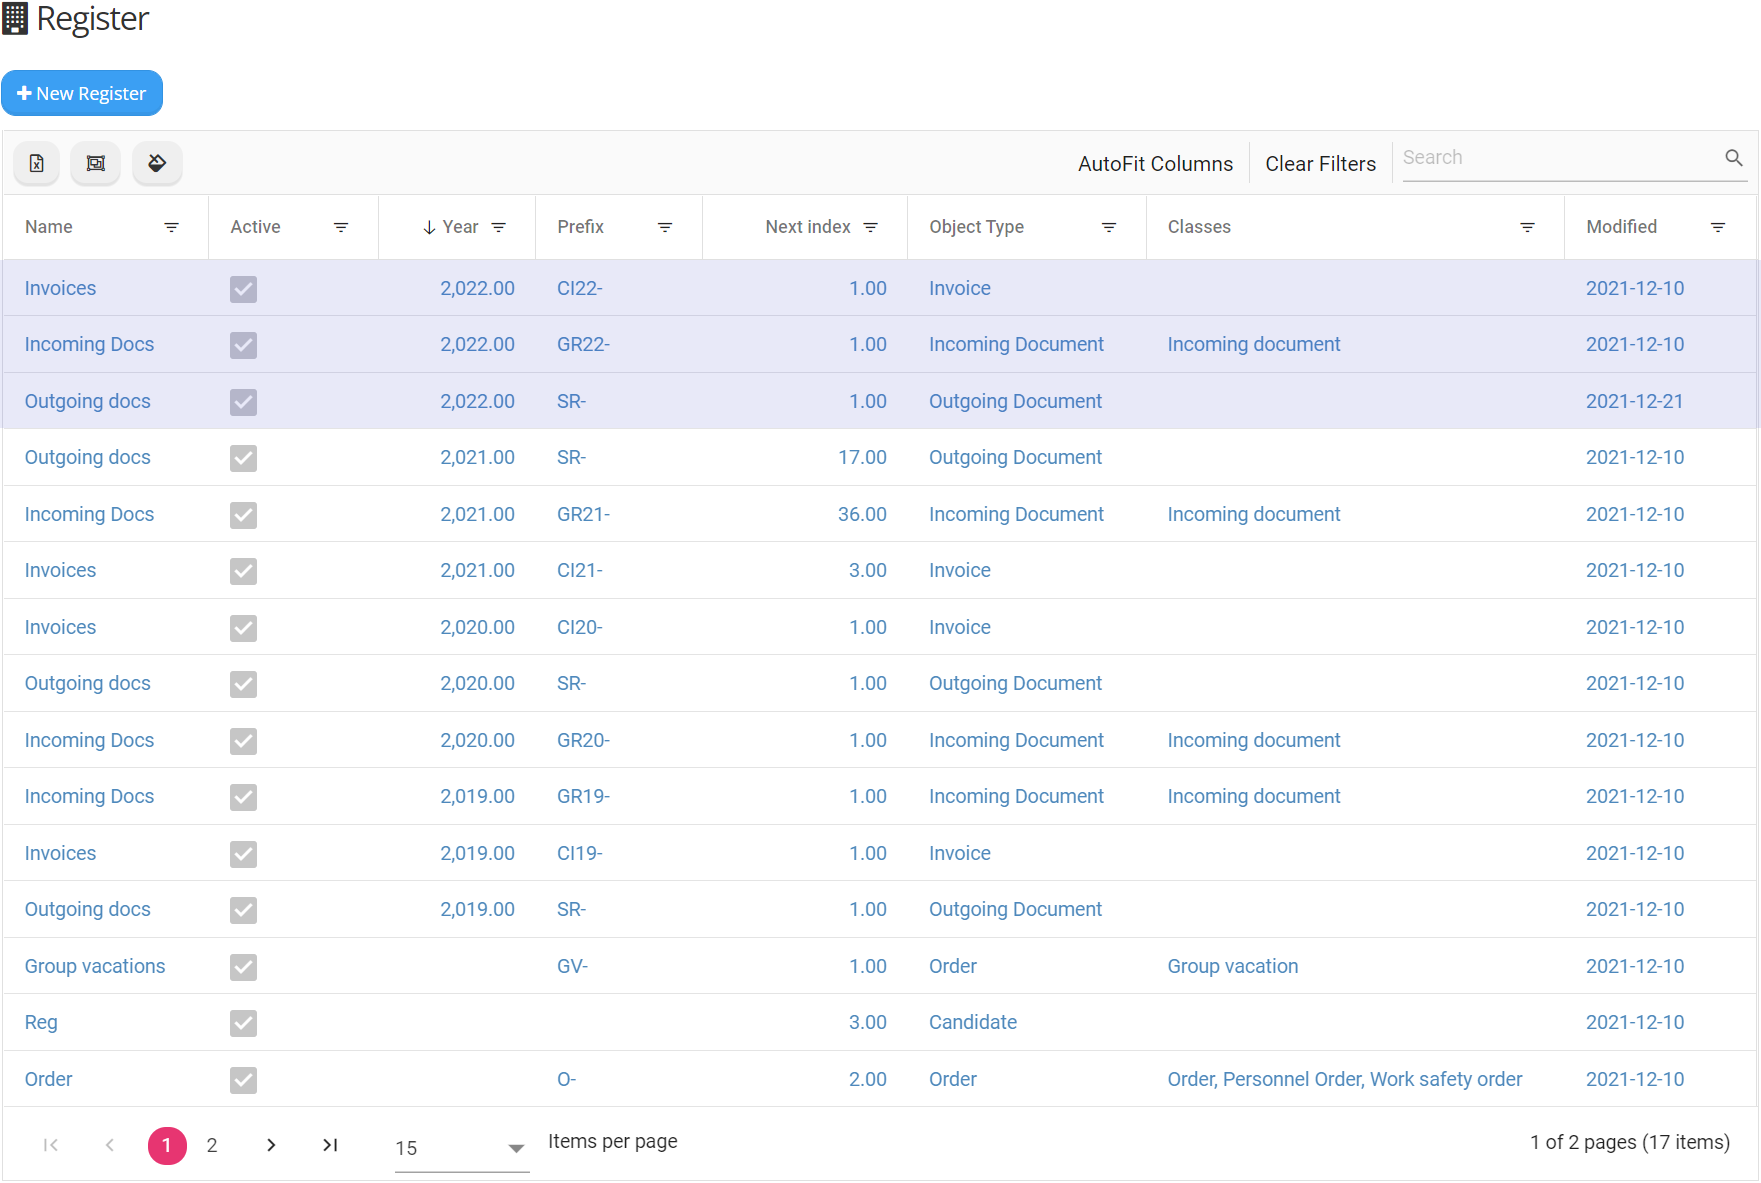 Register
New Register
AutoFit Columns Clear Filters Search
Name Active Year Prefix Next index Object Type Classes Modified
Invoices 2,022.00 CI22- 1.00 Invoice 2021-12-10
Incoming Docs 2,022.00 GR22- 1.00 Incoming Document Incoming document 2021-12-10
Outgoing docs 2,022.00 SR- 1.00 Outgoing Document 2021-12-21
Outgoing docs 2,021.00 SR- 17.00 Outgoing Document 2021-12-10
Incoming Docs 2,021.00 GR21- 36.00 Incoming Document Incoming document 2021-12-10
Invoices 2,021.00 CI21- 3.00 Invoice 2021-12-10
Invoices 2,020.00 CI20- 1.00 Invoice 2021-12-10
Outgoing docs 2,020.00 SR- 1.00 Outgoing Document 2021-12-10
Incoming Docs 2,020.00 GR20- 1.00 Incoming Document Incoming document 2021-12-10
Incoming Docs 2,019.00 GR19- 1.00 Incoming Document Incoming document 2021-12-10
Invoices 2,019.00 CI19- 1.00 Invoice 2021-12-10
Outgoing docs 2,019.00 SR- 1.00 Outgoing Document 2021-12-10
Group vacations GV- 1.00 Order Group vacation 2021-12-10
Reg 3.00 Candidate 2021-12-10
Order O- 2.00 Order Order, Personnel Order, Work safety order 2021-12-10
1 2 15 Items per page 1 of 2 pages (17 items)